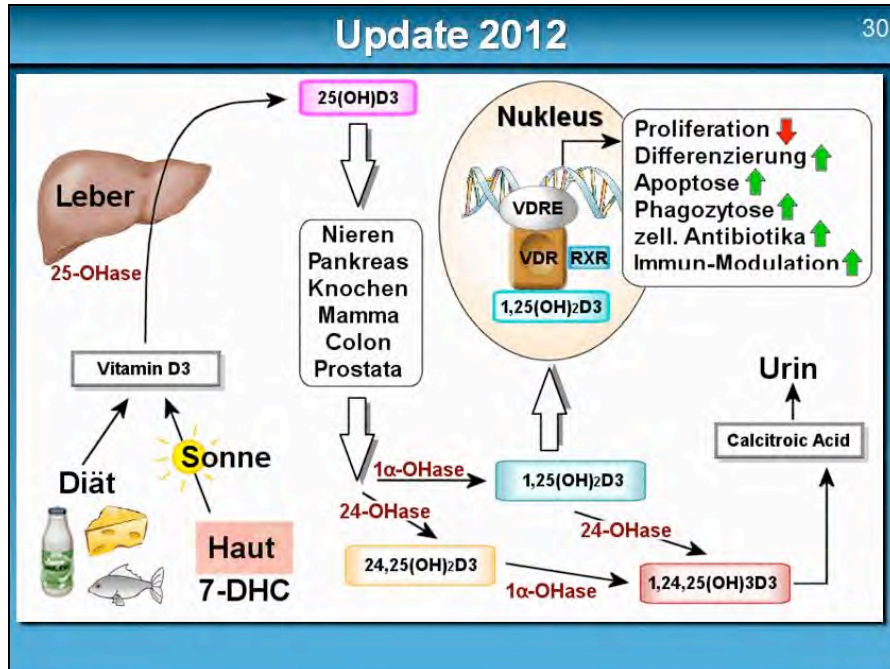 Update 2012
30
25(OH)D3
Leber
25-OHase
Vitamin D3
Diät
Sonne
Haut
7-DHC
Nieren
Pankreas
Knochen
Mamma
Colon
Prostata
1α-OHase
24-OHase
24,25(OH)2D3
1α-OHase
1,25(OH)2D3
24-OHase
1,24,25(OH)3D3
Nukleus
VDRE
VDR
RXR
1,25(OH)2D3
Proliferation
Differenzierung
Apoptose
Phagozytose
zell. Antibiotika
Immun-Modulation
Urin
Calcitroic Acid